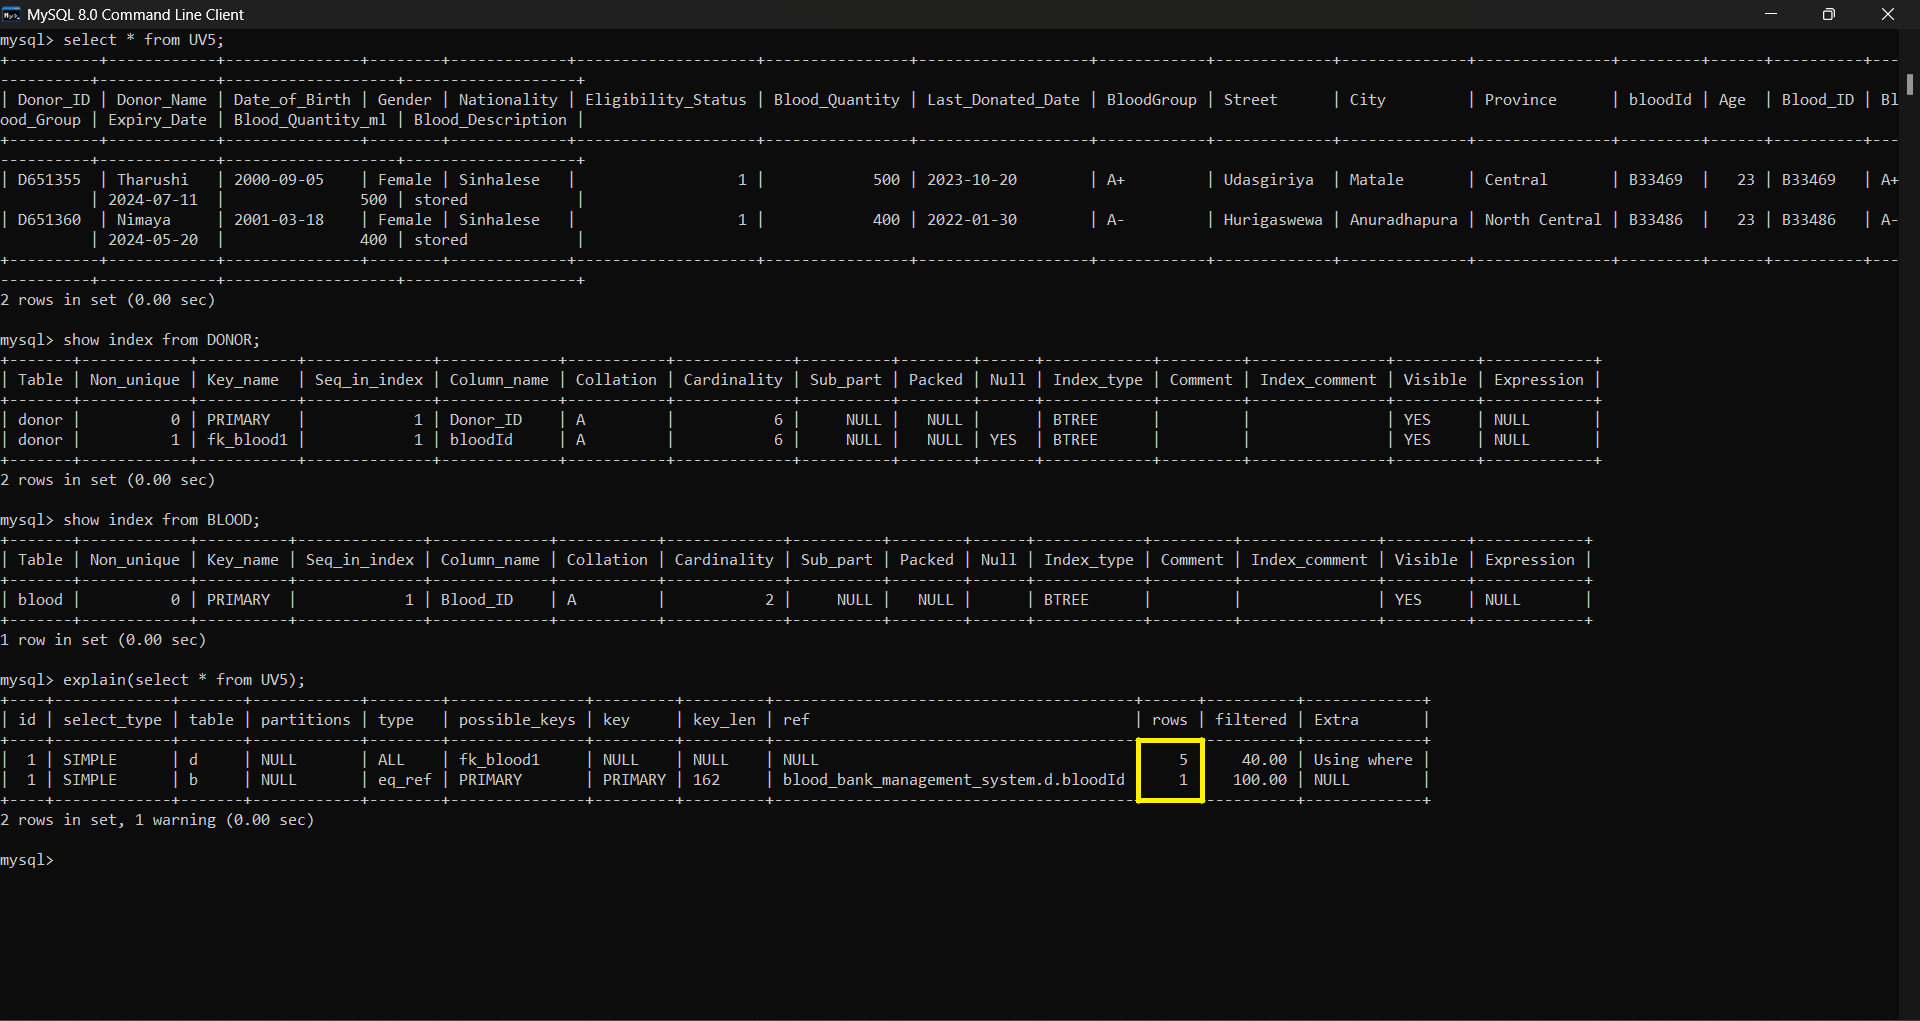 MySQL 8.0 Command Line Client
mysql> select * from UV5;
+----------+------------+---------------+--------+-------------+--------------------+----------------+-------------------+------------+-------------+--------------+---------------+---------+------+----------+---
----------+-------------+-------------------+-------------------+
| Donor_ID | Donor_Name | Date_of_Birth | Gender | Nationality | Eligibility_Status | Blood_Quantity | Last_Donated_Date | BloodGroup | Street      | City         | Province      | bloodId | Age  | Blood_ID | Bl
ood_Group | Expiry_Date | Blood_Quantity_ml | Blood_Description |
+----------+------------+---------------+--------+-------------+--------------------+----------------+-------------------+------------+-------------+--------------+---------------+---------+------+----------+---
----------+-------------+-------------------+-------------------+
| D651355  | Tharushi   | 2000-09-05    | Female | Sinhalese   |                  1 |            500 | 2023-10-20        | A+         | Udasgiriya  | Matale       | Central       | B33469  |   23 | B33469   | A+
          | 2024-07-11  |               500 | stored            |
| D651360  | Nimaya     | 2001-03-18    | Female | Sinhalese   |                  1 |            400 | 2022-01-30        | A-         | Hurigaswewa | Anuradhapura | North Central | B33486  |   23 | B33486   | A-
          | 2024-05-20  |               400 | stored            |
+----------+------------+---------------+--------+-------------+--------------------+----------------+-------------------+------------+-------------+--------------+---------------+---------+------+----------+---
----------+-------------+-------------------+-------------------+
2 rows in set (0.00 sec)
mysql> show index from DONOR;
+-------+------------+-----------+--------------+-------------+-----------+-------------+----------+--------+------+------------+---------+---------------+---------+------------+
| Table | Non_unique | Key_name  | Seq_in_index | Column_name | Collation | Cardinality | Sub_part | Packed | Null | Index_type | Comment | Index_comment | Visible | Expression |
+-------+------------+-----------+--------------+-------------+-----------+-------------+----------+--------+------+------------+---------+---------------+---------+------------+
| donor |          0 | PRIMARY   |            1 | Donor_ID    | A         |           6 |     NULL |   NULL |      | BTREE      |         |               | YES     | NULL       |
| donor |          1 | fk_blood1 |            1 | bloodId     | A         |           6 |     NULL |   NULL | YES  | BTREE      |         |               | YES     | NULL       |
+-------+------------+-----------+--------------+-------------+-----------+-------------+----------+--------+------+------------+---------+---------------+---------+------------+
2 rows in set (0.00 sec)
mysql> show index from BLOOD;
+-------+------------+----------+--------------+-------------+-----------+-------------+----------+--------+------+------------+---------+---------------+---------+------------+
| Table | Non_unique | Key_name | Seq_in_index | Column_name | Collation | Cardinality | Sub_part | Packed | Null | Index_type | Comment | Index_comment | Visible | Expression |
+-------+------------+----------+--------------+-------------+-----------+-------------+----------+--------+------+------------+---------+---------------+---------+------------+
| blood |          0 | PRIMARY  |            1 | Blood_ID    | A         |           2 |     NULL |   NULL |      | BTREE      |         |               | YES     | NULL       |
+-------+------------+----------+--------------+-------------+-----------+-------------+----------+--------+------+------------+---------+---------------+---------+------------+
1 row in set (0.00 sec)
mysql> explain(select * from UV5);
+----+-------------+-------+------------+--------+---------------+---------+---------+---------------------------------------+------+----------+-------------+
| id | select_type | table | partitions | type   | possible_keys | key     | key_len | ref                                   | rows | filtered | Extra       |
+----+-------------+-------+------------+--------+---------------+---------+---------+---------------------------------------+------+----------+-------------+
|  1 | SIMPLE      | d     | NULL       | ALL    | fk_blood1     | NULL    | NULL    | NULL                                  |    5 |    40.00 | Using where |
|  1 | SIMPLE      | b     | NULL       | eq_ref | PRIMARY       | PRIMARY | 162     | blood_bank_management_system.d.bloodId |    1 |   100.00 | NULL        |
+----+-------------+-------+------------+--------+---------------+---------+---------+---------------------------------------+------+----------+-------------+
2 rows in set, 1 warning (0.00 sec)
mysql>